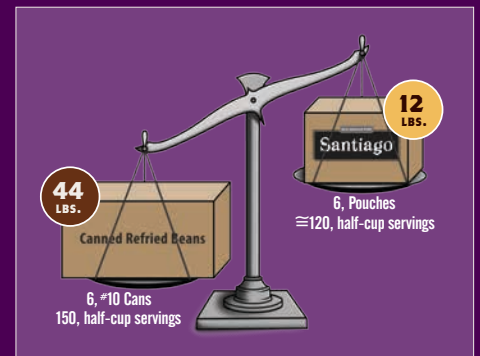 12
LBS.
Santiago
6, Pouches
≅120, half-cup servings
44
LBS.
Canned Refried Beans
6, #10 Cans
150, half-cup servings